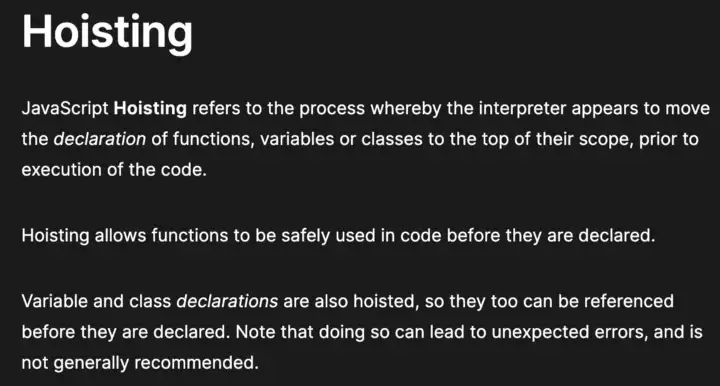 Hoisting
JavaScript Hoisting refers to the process whereby the interpreter appears to move
the declaration of functions, variables or classes to the top of their scope, prior to
execution of the code.
Hoisting allows functions to be safely used in code before they are declared.
Variable and class declarations are also hoisted, so they too can be referenced
before they are declared. Note that doing so can lead to unexpected errors, and is
not generally recommended.